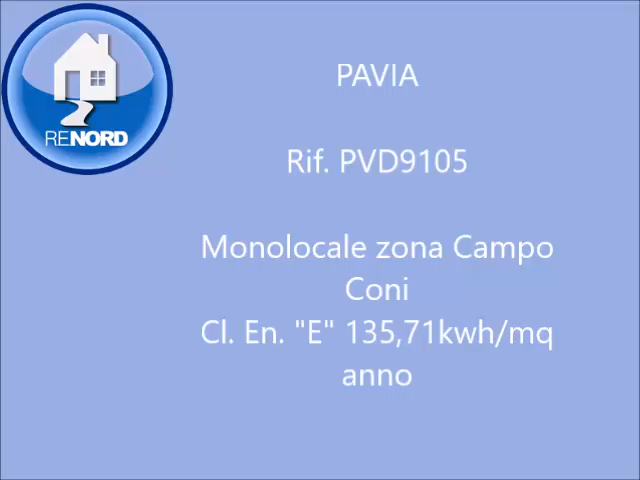 RENORD
PAVIA
Rif. PVD9105
Monolocale zona Campo
Coni
Cl. En. "E" 135,71kwh/mq
anno